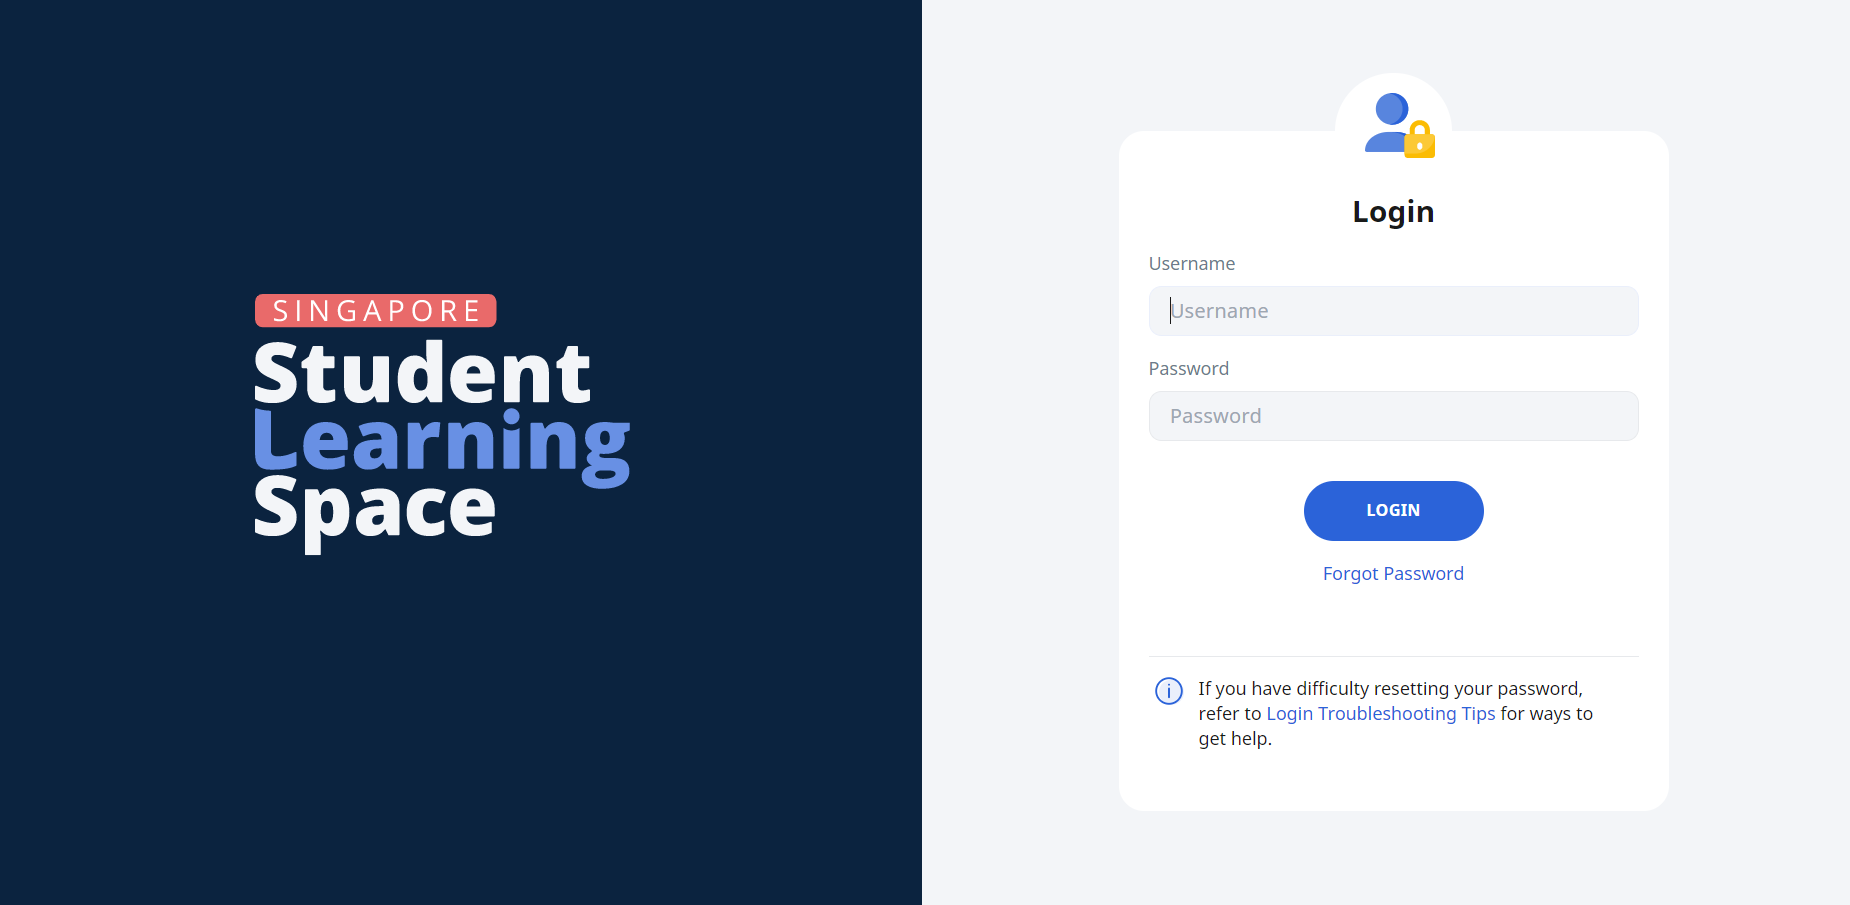 SINGAPORE
Student
Learning
Space
Login
Username
Username
Password
Password
LOGIN
Forgot Password
If you have difficulty resetting your password,
refer to Login Troubleshooting Tips for ways to
get help.